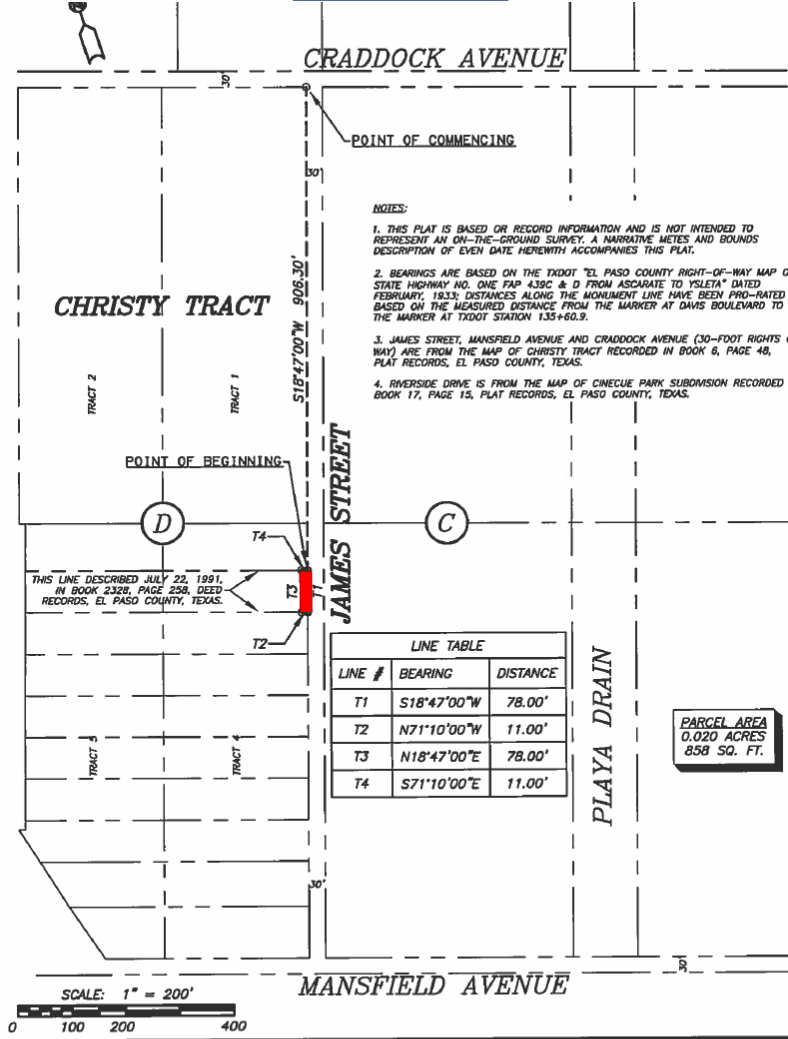 CRADDOCK AVENUE
30'
POINT OF COMMENCING
30'
NOTES:
1. THIS PLAT IS BASED OR RECORD INFORMATION AND IS NOT INTENDED TO
REPRESENT AN ON-THE-GROUND SURVEY. A NARRATIVE METES AND BOUNDS
DESCRIPTION OF EVEN DATE HEREWITH ACCOMPANIES THIS PLAT.
2. BEARINGS ARE BASED ON THE TXDOT "EL PASO COUNTY RIGHT-OF-WAY MAP
STATE HIGHWAY NO. ONE FAP 439C & D FROM ASCARATE TO YSLETA" DATED
FEBRUARY, 1933; DISTANCES ALONG THE MONUMENT LINE HAVE BEEN PRO-RATED
BASED ON THE MEASURED DISTANCE FROM THE MARKER AT DAVIS BOULEVARD TO
THE MARKER AT TXDOT STATION 135+60.9.
3. JAMES STREET, MANSFIELD AVENUE AND CRADDOCK AVENUE (30-FOOT RIGHTS
WAY) ARE FROM THE MAP OF CHRISTY TRACT RECORDED IN BOOK 6, PAGE 48,
PLAT RECORDS, EL PASO COUNTY, TEXAS.
4. RIVERSIDE DRIVE IS FROM THE MAP OF CINECUE PARK SUBDIVISION RECORDED
BOOK 17, PAGE 15, PLAT RECORDS, EL PASO COUNTY, TEXAS.
CHRISTY TRACT
S18°47'00"W 906.30'
TRACT 2
TRACT 1
POINT OF BEGINNING
JAMES STREET
D
C
T4
THIS LINE DESCRIBED JULY 22, 1991,
IN BOOK 2328, PAGE 258, DEED
RECORDS, EL PASO COUNTY, TEXAS.
T3
T1
T2
LINE TABLE
LINE # BEARING DISTANCE
T1 S18°47'00"W 78.00'
T2 N71°10'00"W 11.00'
T3 N18°47'00"E 78.00'
T4 S71°10'00"E 11.00'
PLAYA DRAIN
PARCEL AREA
0.020 ACRES
858 SQ. FT.
TRACT 5
TRACT 4
30'
30'
MANSFIELD AVENUE
SCALE: 1" = 200'
0 100 200 400